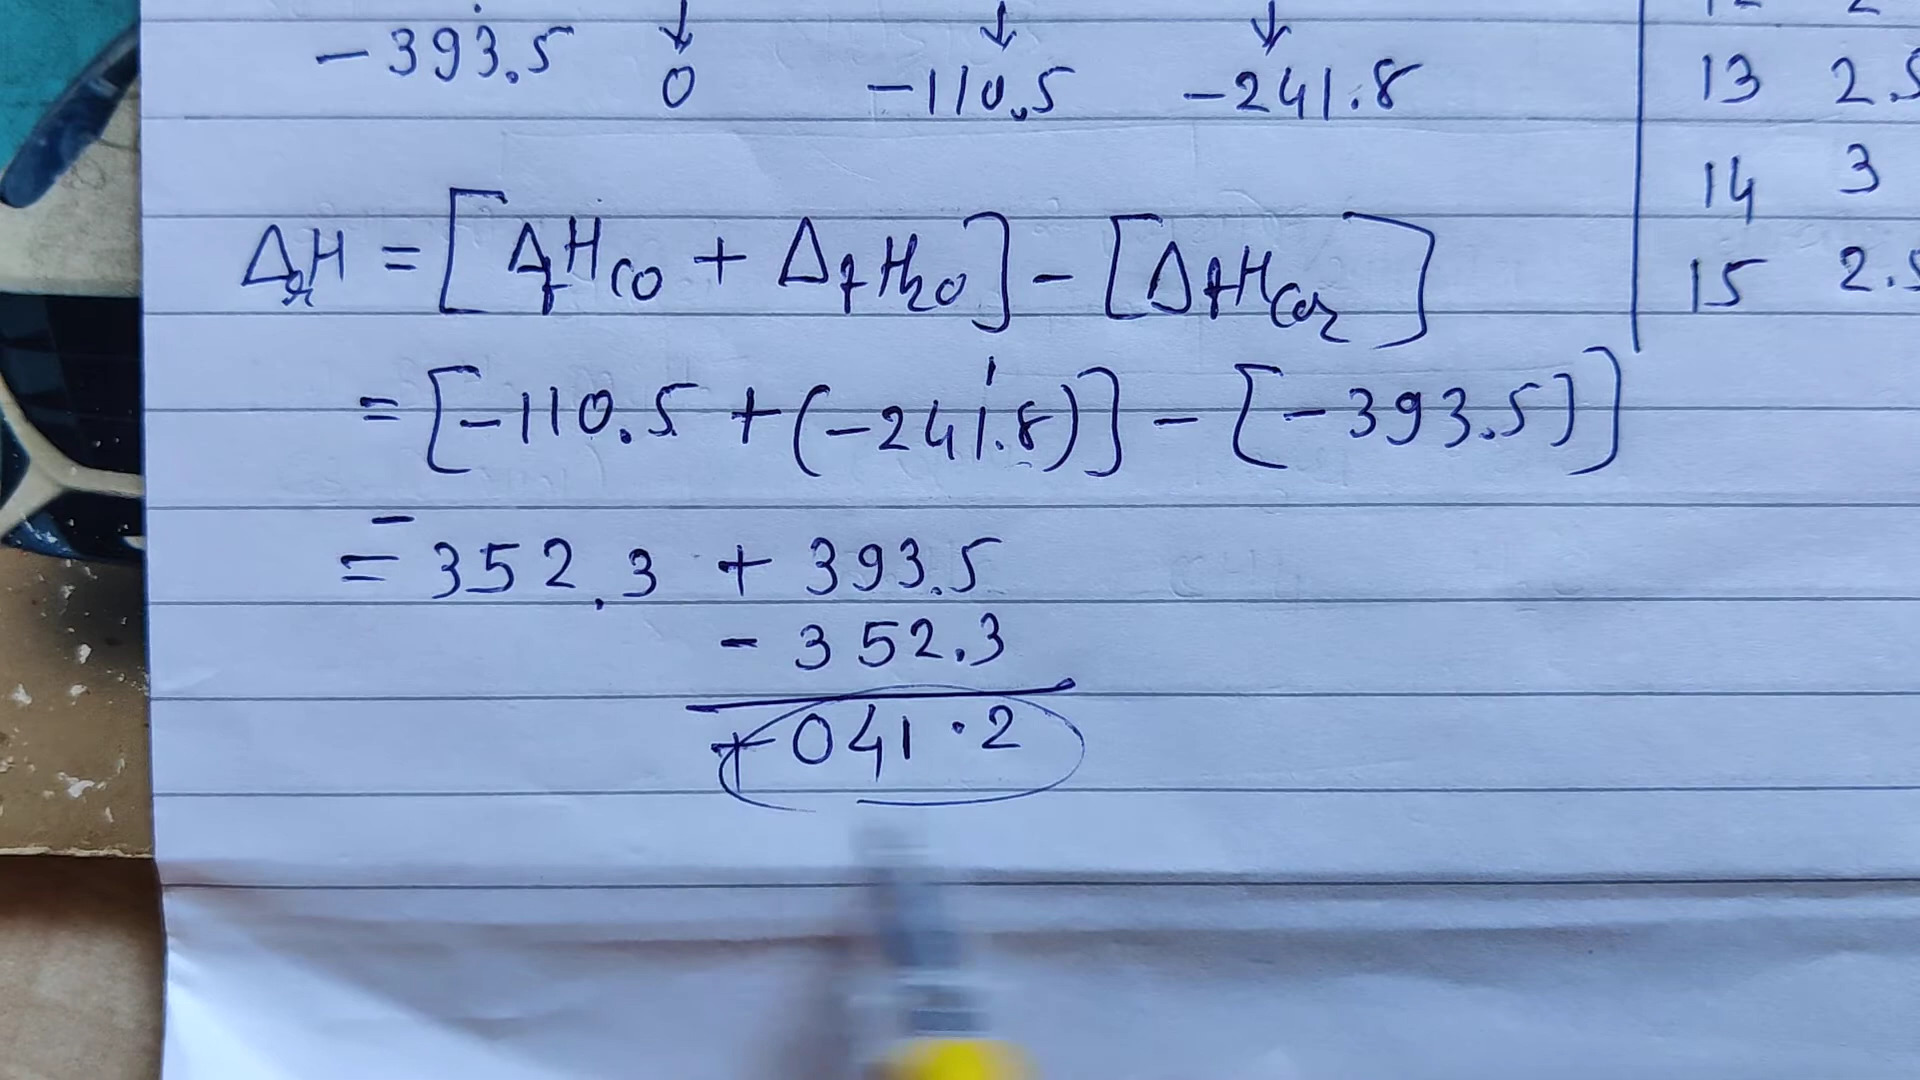 -393.5 ↓ ↓ ↓
0 -110.5 -241.8
ΔrH = [ΔfHCO + ΔfH2O] - [ΔfHCO2]
= [-110.5 + (-241.8)] - [-393.5)]
= -352.3 + 393.5
- 352.3
+041.2
13 2.5
14 3
15 2.5